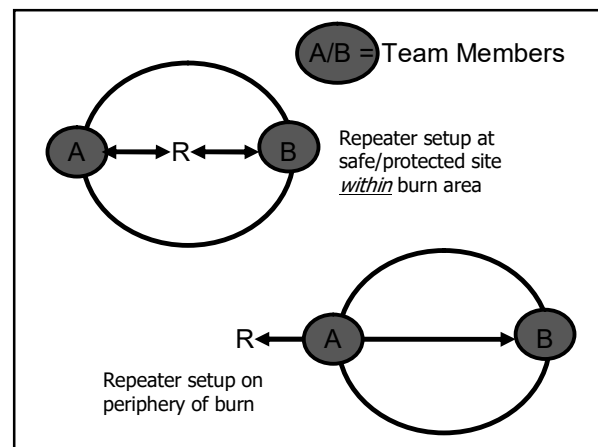 A/B = Team Members
A R B
Repeater setup at
safe/protected site
within burn area
R A B
Repeater setup on
periphery of burn